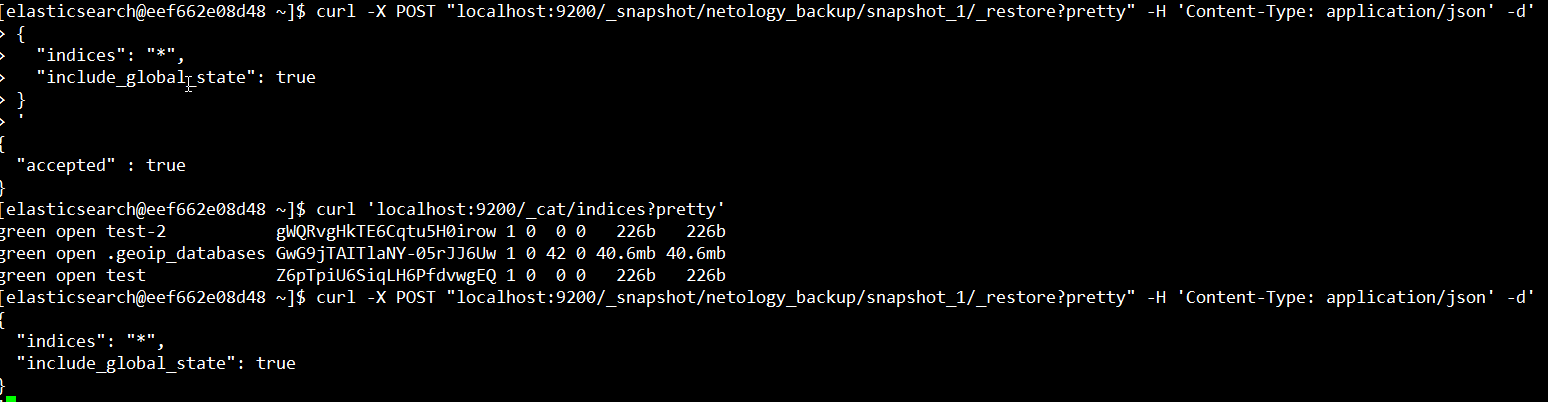 [elasticsearch@eef662e08d48 ~]$ curl -X POST "localhost:9200/_snapshot/netology_backup/snapshot_1/_restore?pretty" -H 'Content-Type: application/json' -d'
> {
>   "indices": "*",
>   "include_global_state": true
> }
> '
{
  "accepted" : true
}
[elasticsearch@eef662e08d48 ~]$ curl 'localhost:9200/_cat/indices?pretty'
green open test-2           gWQRvgHkTE6Cqtu5H0irow 1 0  0 0   226b   226b
green open .geoip_databases GwG9jTAITlaNY-05rJJ6Uw 1 0 42 0 40.6mb 40.6mb
green open test             Z6pTpiU6SiqLH6PfdvwgEQ 1 0  0 0   226b   226b
[elasticsearch@eef662e08d48 ~]$ curl -X POST "localhost:9200/_snapshot/netology_backup/snapshot_1/_restore?pretty" -H 'Content-Type: application/json' -d'
{
  "indices": "*",
  "include_global_state": true
}